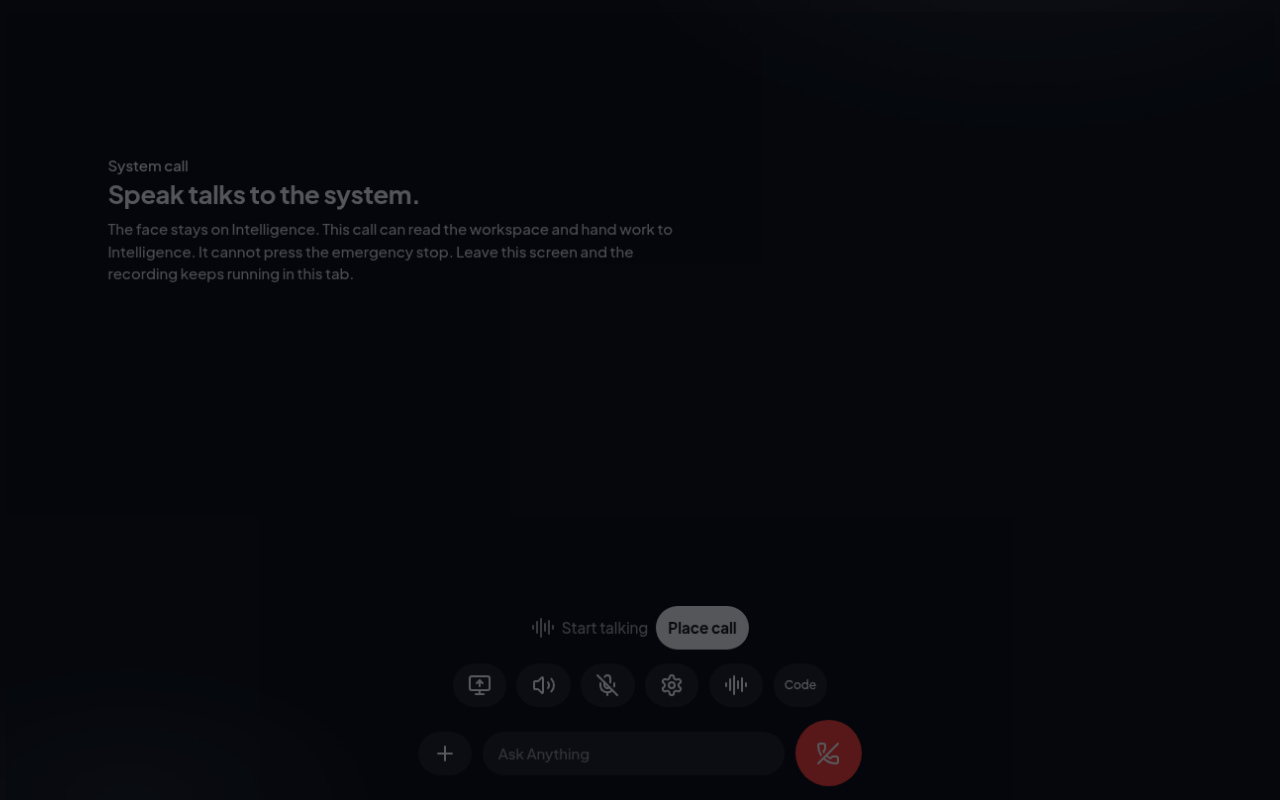 System call
Speak talks to the system.
The face stays on Intelligence. This call can read the workspace and hand work to
Intelligence. It cannot press the emergency stop. Leave this screen and the
recording keeps running in this tab.
Start talking
Place call
Code
Ask Anything